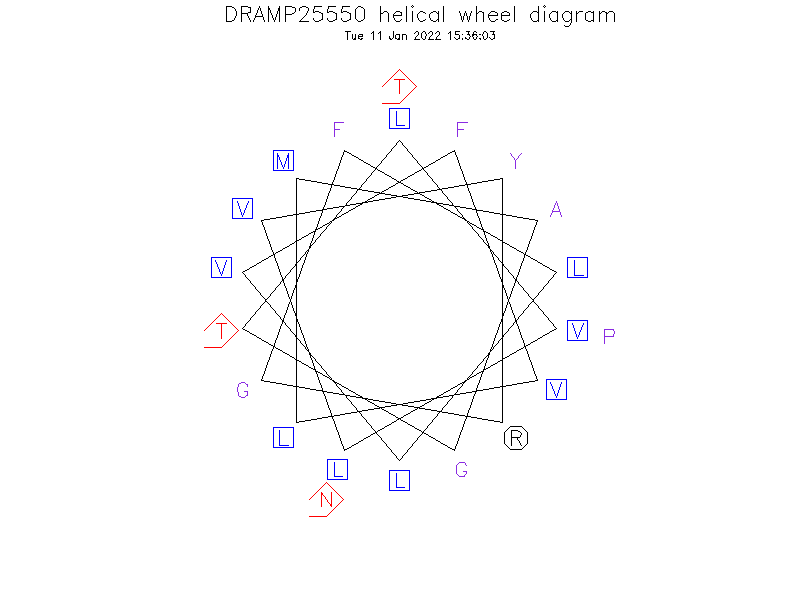 DRAMP25550 helical wheel diagram
Tue 11 Jan 2022 15:36:03
T
L
F F
M Y
V A
V L
T V P
G V
L R
L G
L
N